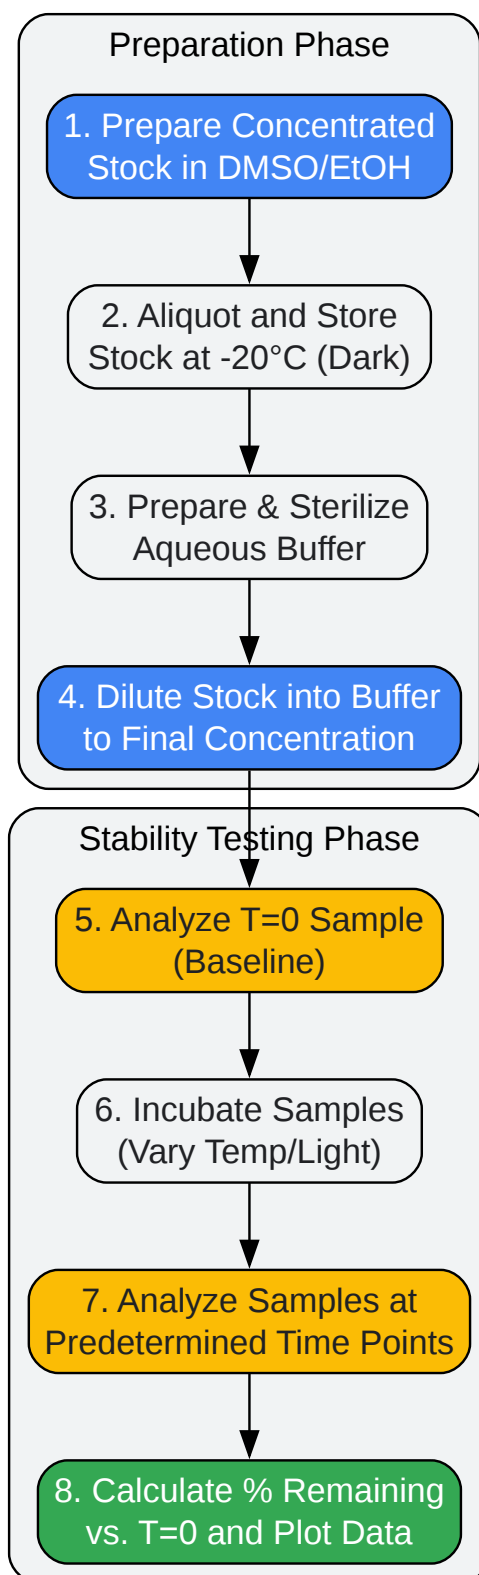 Preparation Phase
1. Prepare Concentrated
Stock in DMSO/EtOH
2. Aliquot and Store
Stock at -20°C (Dark)
3. Prepare & Sterilize
Aqueous Buffer
4. Dilute Stock into Buffer
to Final Concentration
Stability Testing Phase
5. Analyze T=0 Sample
(Baseline)
6. Incubate Samples
(Vary Temp/Light)
7. Analyze Samples at
Predetermined Time Points
8. Calculate % Remaining
vs. T=0 and Plot Data